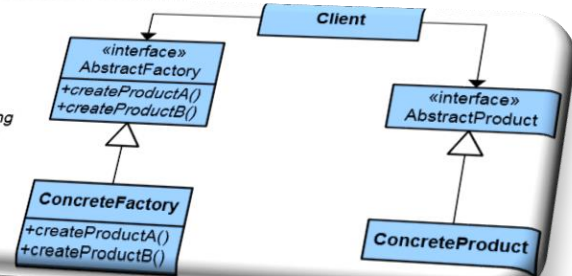 Client
«interface»
AbstractFactory
+createProductA()
+createProductB()
«interface»
AbstractProduct
ConcreteFactory
+createProductA()
+createProductB()
ConcreteProduct